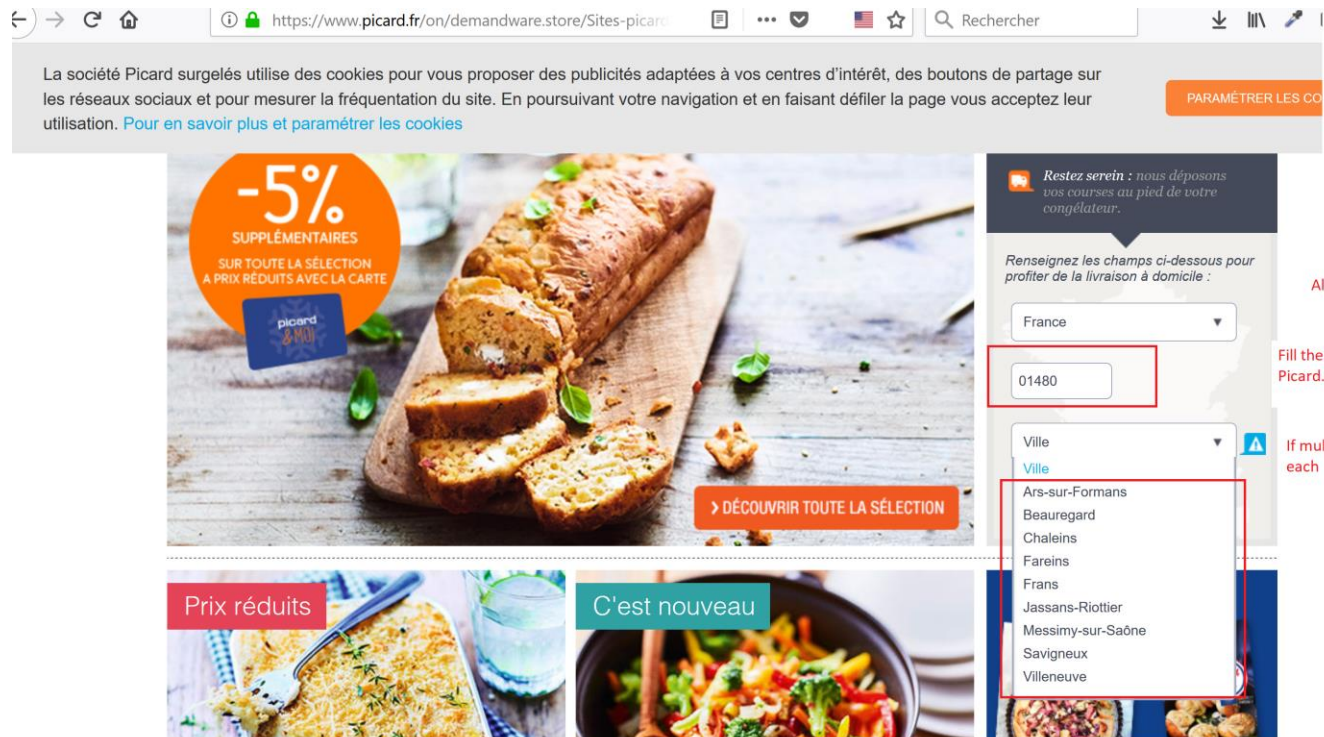 https://www.picard.fr/on/demandware.store/Sites-picard
Rechercher
La société Picard surgelés utilise des cookies pour vous proposer des publicités adaptées à vos centres d'intérêt, des boutons de partage sur
les réseaux sociaux et pour mesurer la fréquentation du site. En poursuivant votre navigation et en faisant défiler la page vous acceptez leur
utilisation. Pour en savoir plus et paramétrer les cookies
PARAMÉTRER LES CO
-5%
SUPPLÉMENTAIRES
SUR TOUTE LA SÉLECTION
A PRIX RÉDUITS AVEC LA CARTE
picard
&MOI
> DÉCOUVRIR TOUTE LA SÉLECTION
Restez serein : nous déposons
vos courses au pied de votre
congélateur.
Renseignez les champs ci-dessous pour
profiter de la livraison à domicile :
France
01480
Ville
Ville
Ars-sur-Formans
Beauregard
Chaleins
Fareins
Frans
Jassans-Riottier
Messimy-sur-Saône
Savigneux
Villeneuve
Al
Fill the
Picard.
If mul
each
Prix réduits
C'est nouveau